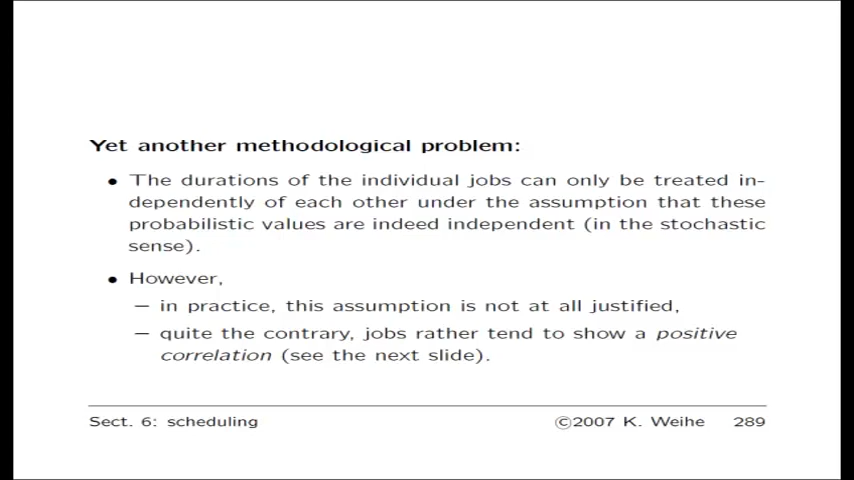 Yet another methodological problem:
• The durations of the individual jobs can only be treated in-
dependently of each other under the assumption that these
probabilistic values are indeed independent (in the stochastic
sense).
• However,
– in practice, this assumption is not at all justified,
– quite the contrary, jobs rather tend to show a positive
correlation (see the next slide).
Sect. 6: scheduling ©2007 K. Weihe 289